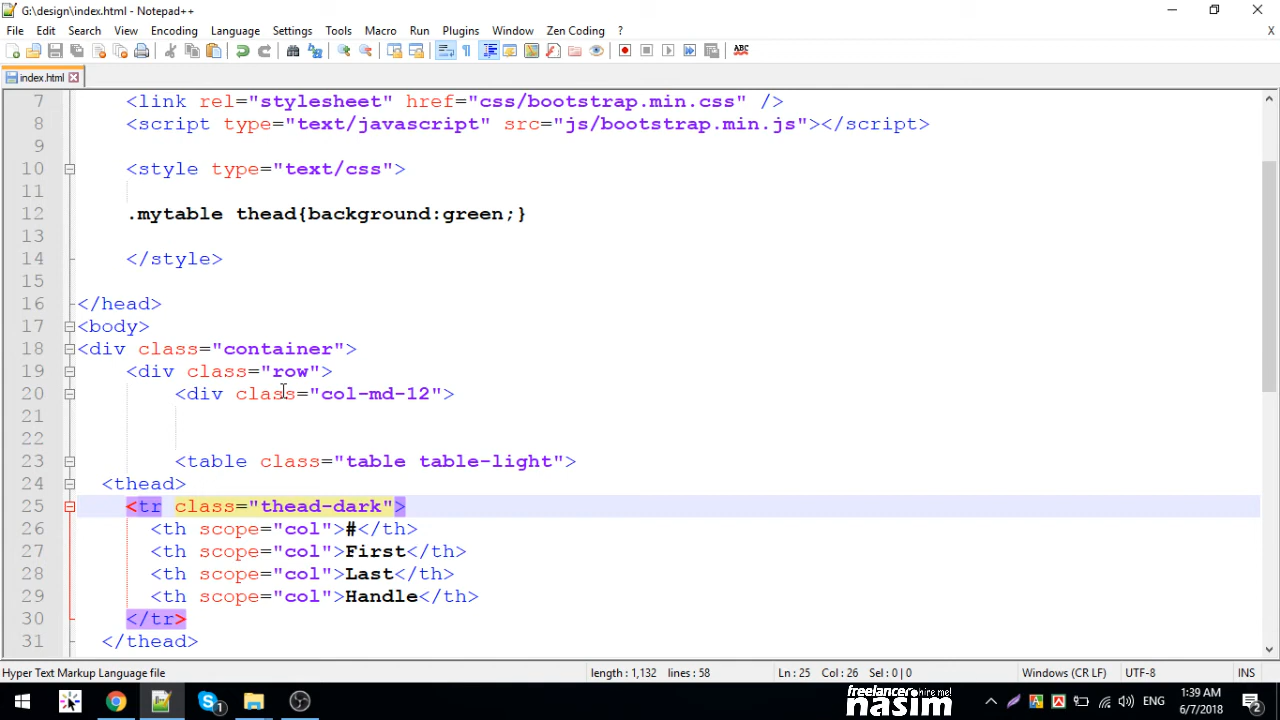 G:\design\index.html - Notepad++
File Edit Search View Encoding Language Settings Tools Macro Run Plugins Window Zen Coding ? X
ABC
index.html
7 <link rel="stylesheet" href="css/bootstrap.min.css" />
8 <script type="text/javascript" src="js/bootstrap.min.js"></script>
9
10 <style type="text/css">
11
12 .mytable thead{background:green;}
13
14 </style>
15
16 </head>
17 <body>
18 <div class="container">
19 <div class="row">
20 <div class="col-md-12">
21
22
23 <table class="table table-light">
24 <thead>
25 <tr class="thead-dark">
26 <th scope="col">#</th>
27 <th scope="col">First</th>
28 <th scope="col">Last</th>
29 <th scope="col">Handle</th>
30 </tr>
31 </thead>
Hyper Text Markup Language file length : 1,132 lines : 58 Ln : 25 Col : 26 Sel : 0 | 0 Windows (CR LF) UTF-8 INS
freelancer hire me!
nasim
1 ENG 1:39 AM 2
6/7/2018